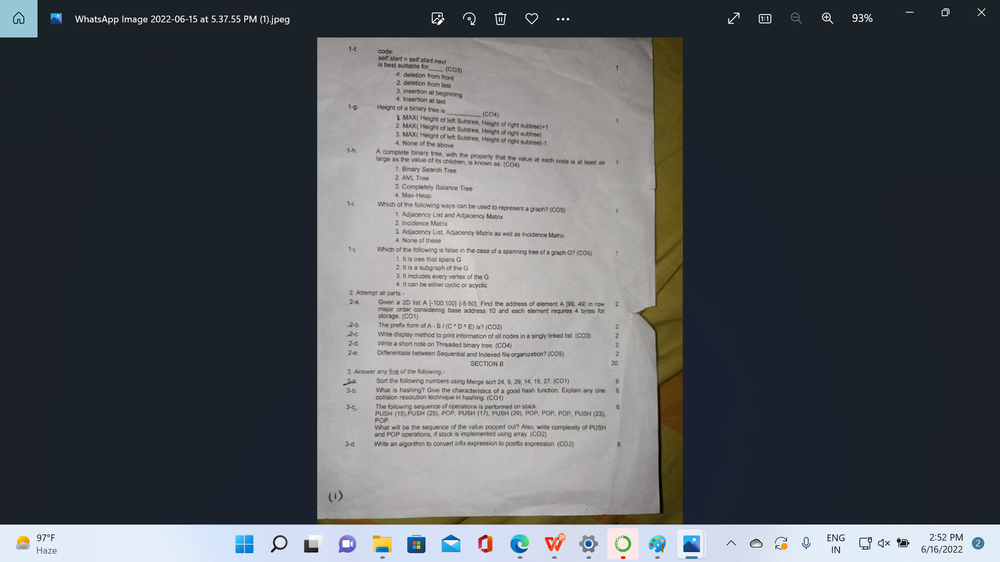 WhatsApp Image 2022-06-15 at 5.37.55 PM (1).jpeg
1:1
93%
1-f. code:
self.start = self.start.next
is best suitable for____. (CO3) 1
1. deletion from front
2. deletion from last
3. insertion at beginning
4. Insertion at last
1-g. Height of a binary tree is __________ (CO4) 1
1. MAX( Height of left Subtree, Height of right subtree)+1
2. MAX( Height of left Subtree, Height of right subtree)
3. MAX( Height of left Subtree, Height of right subtree)-1
4. None of the above
1-h. A complete binary tree, with the property that the value at each node is at least as 1
large as the value of its children, is known as. (CO4)
1. Binary Search Tree
2. AVL Tree
3. Completely Balance Tree
4. Max-Heap
1-i. Which of the following ways can be used to represent a graph? (CO5) 1
1. Adjacency List and Adjacency Matrix
2. Incidence Matrix
3. Adjacency List, Adjacency Matrix as well as Incidence Matrix
4. None of these
1-j. Which of the following is false in the case of a spanning tree of a graph G? (CO5) 1
1. It is tree that spans G
2. It is a subgraph of the G
3. It includes every vertex of the G
4. It can be either cyclic or acyclic
2. Attempt all parts:-
2-a. Given a 2D list A [-100:100] [-5:50]. Find the address of element A [99, 49] in row 2
major order considering base address 10 and each element requires 4 bytes for
storage. (CO1)
2-b. The prefix form of A - B / (C * D ^ E) is? (CO2) 2
2-c. Write display method to print information of all nodes in a singly linked list. (CO3) 2
2-d. Write a short note on Threaded binary tree. (CO4) 2
2-e. Differentiate between Sequential and Indexed file organization? (CO5) 2
SECTION B 30
3. Answer any five of the following:-
3-a. Sort the following numbers using Merge sort 24, 9, 29, 14, 19, 27. (CO1) 6
3-b. What is hashing? Give the characteristics of a good hash function. Explain any one 6
collision resolution technique in hashing. (CO1)
3-c. The following sequence of operations is performed on stack: 6
PUSH (15),PUSH (25), POP, PUSH (17), PUSH (29), POP, POP, POP, PUSH (23),
POP.
What will be the sequence of the value popped out? Also, write complexity of PUSH
and POP operations, if stack is implemented using array. (CO2)
3-d. Write an algorithm to convert infix expression to postfix expression. (CO2) 6
(1)
97°F
Haze
ENG
IN
2:52 PM
6/16/2022
2